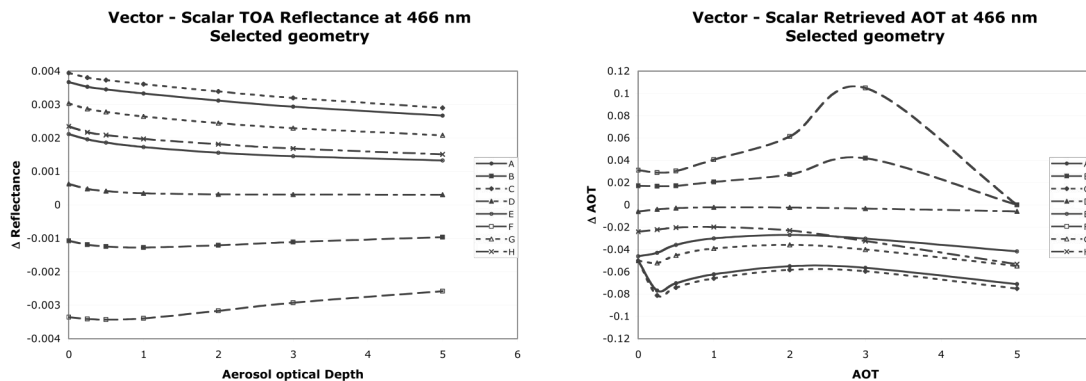 Vector - Scalar TOA Reflectance at 466 nm
Selected geometry
0.004
0.003
0.002
0.001
0
-0.001
-0.002
-0.003
-0.004
Δ Reflectance
0 1 2 3 4 5 6
Aerosol optical Depth
A
B
C
D
E
F
G
H
Vector - Scalar Retrieved AOT at 466 nm
Selected geometry
0.12
0.10
0.08
0.06
0.04
0.02
0
-0.02
-0.04
-0.06
-0.08
-0.10
-0.12
Δ AOT
0 1 2 3 4 5
AOT